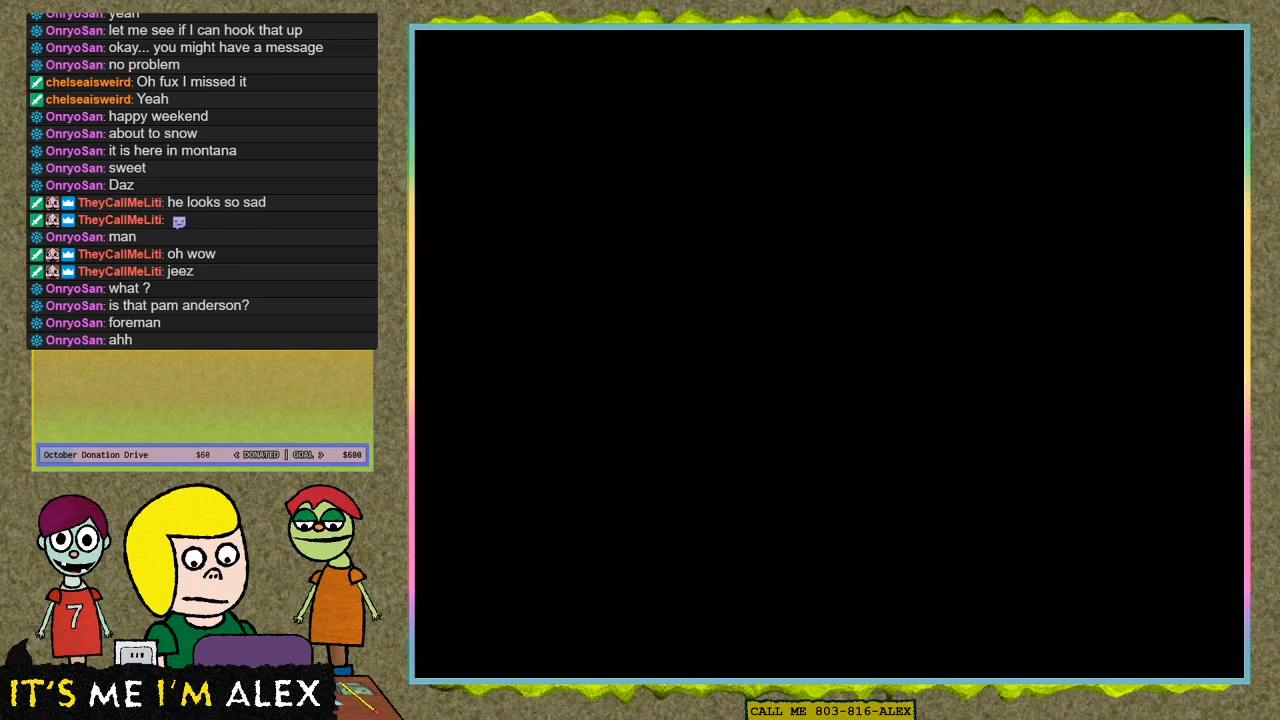 OnryoSan: yeah
OnryoSan: let me see if I can hook that up
OnryoSan: okay... you might have a message
OnryoSan: no problem
chelseaisweird: Oh fux I missed it
chelseaisweird: Yeah
OnryoSan: happy weekend
OnryoSan: about to snow
OnryoSan: it is here in montana
OnryoSan: sweet
OnryoSan: Daz
TheyCallMeLiti: he looks so sad
TheyCallMeLiti:
OnryoSan: man
TheyCallMeLiti: oh wow
TheyCallMeLiti: jeez
OnryoSan: what ?
OnryoSan: is that pam anderson?
OnryoSan: foreman
OnryoSan: ahh
October Donation Drive $60 < DONATED | GOAL > $600
7
IT'S ME I'M ALEX
CALL ME 803-816-ALEX